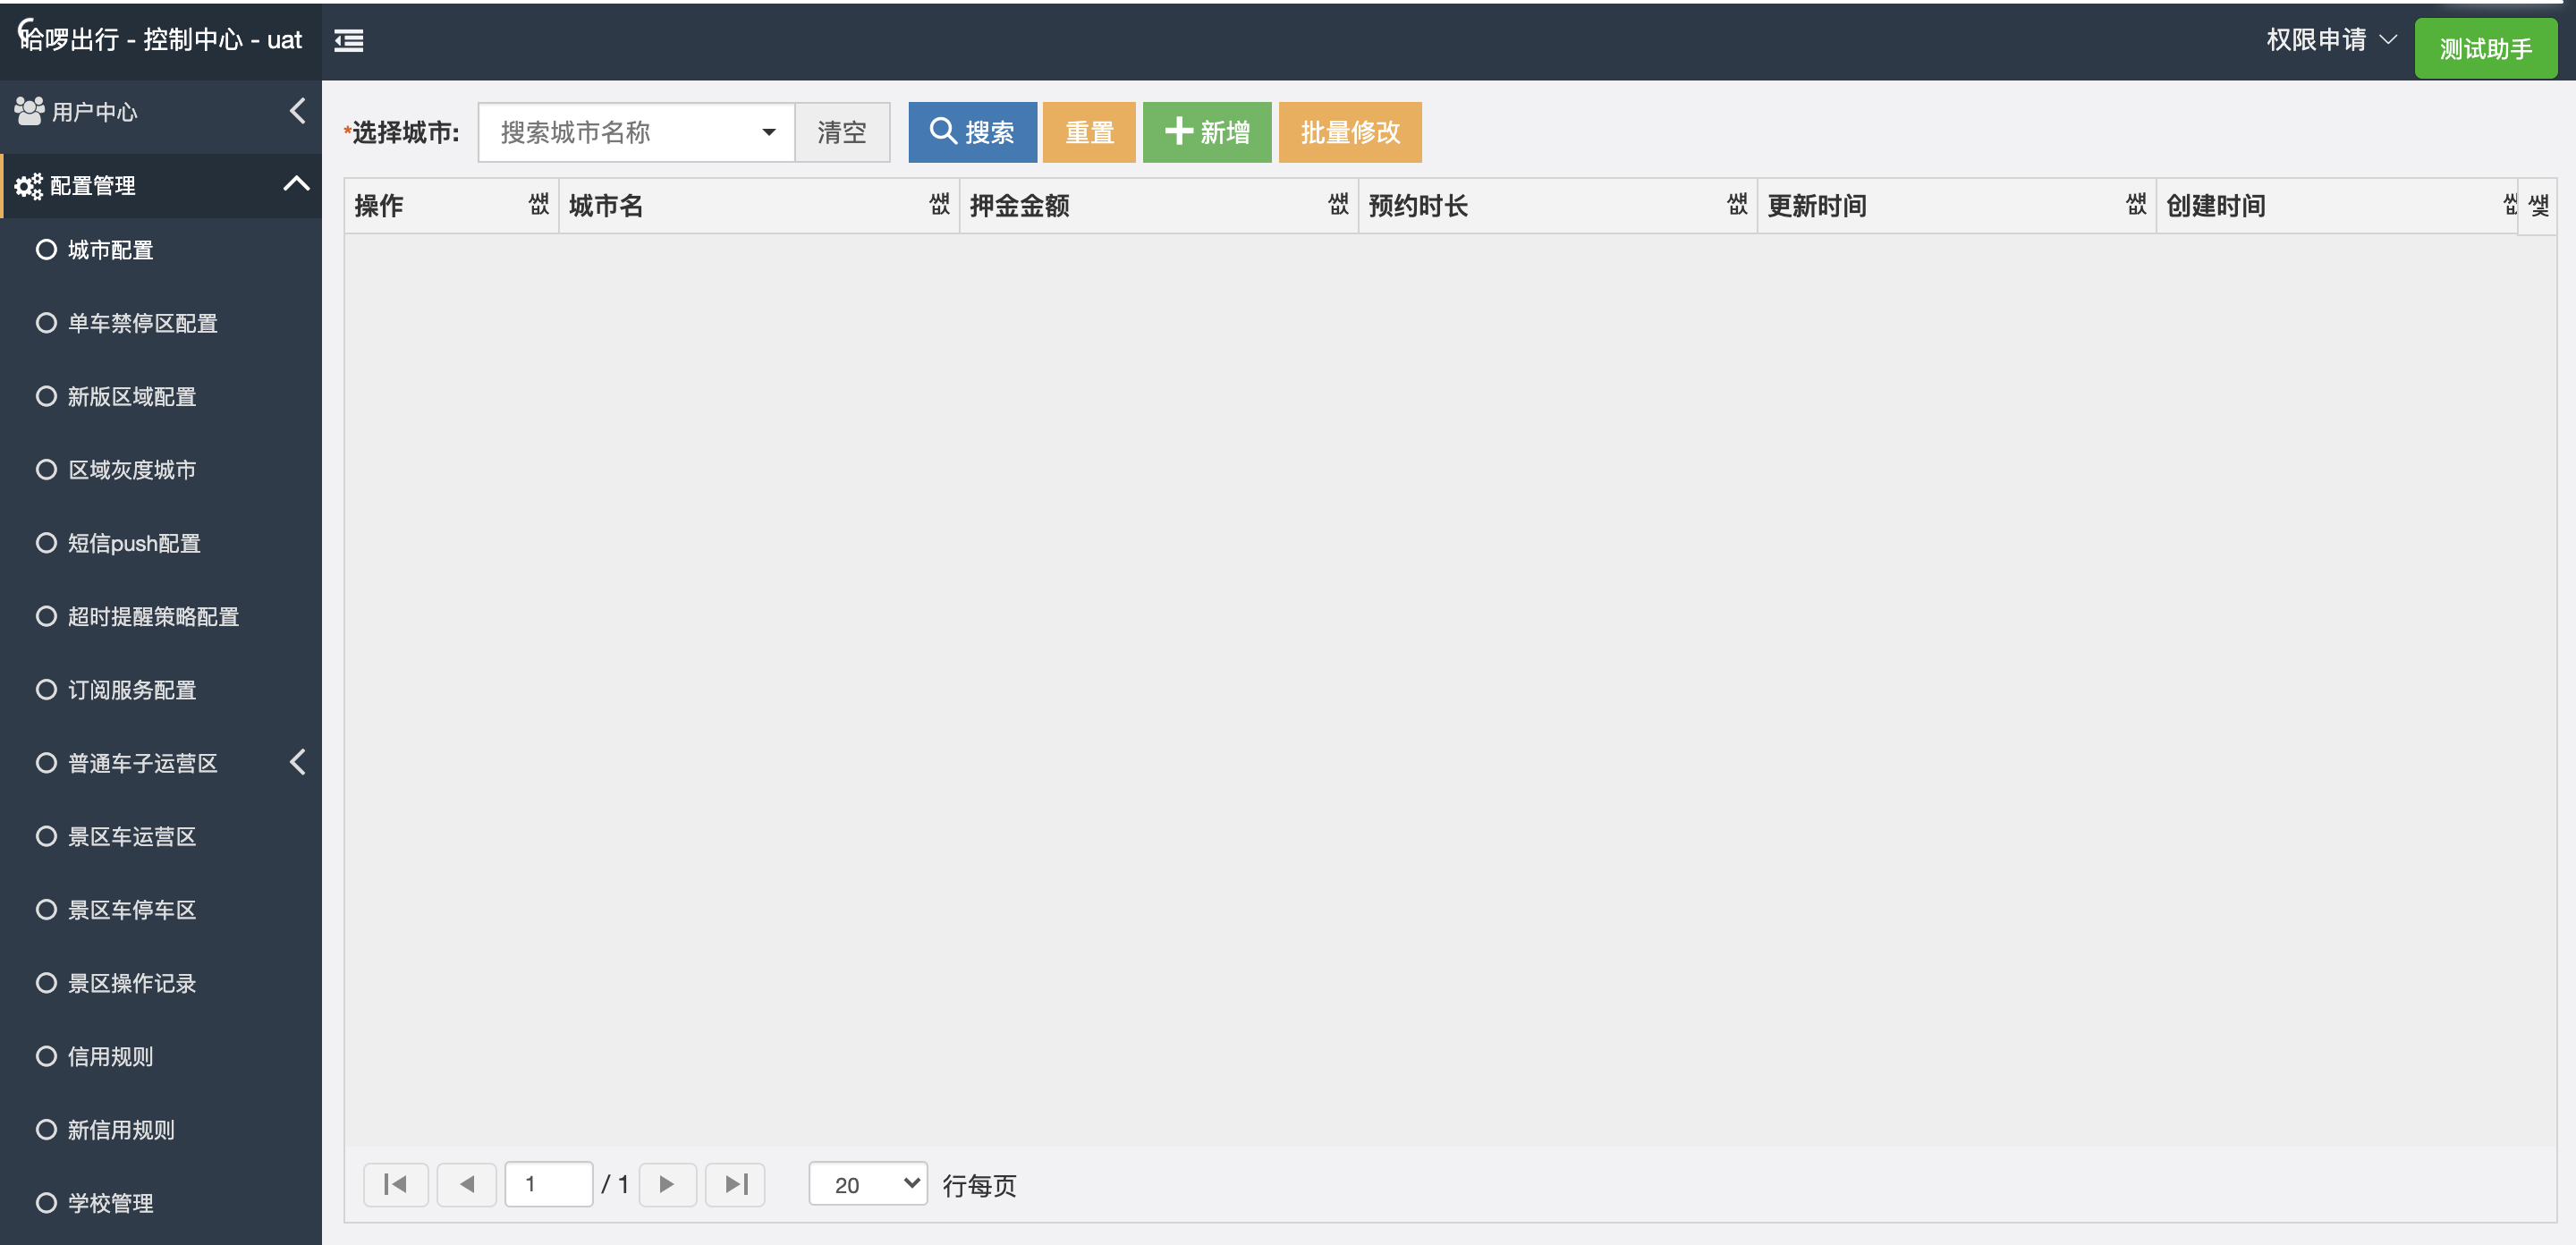 哈啰出行 - 控制中心 - uat
权限申请
测试助手
用户中心
配置管理
城市配置
单车禁停区配置
新版区域配置
区域灰度城市
短信push配置
超时提醒策略配置
订阅服务配置
普通车子运营区
景区车运营区
景区车停车区
景区操作记录
信用规则
新信用规则
学校管理
*选择城市: 搜索城市名称 清空 搜索 重置 新增 批量修改
操作 城市名 押金金额 预约时长 更新时间 创建时间
1 / 1 20 行每页